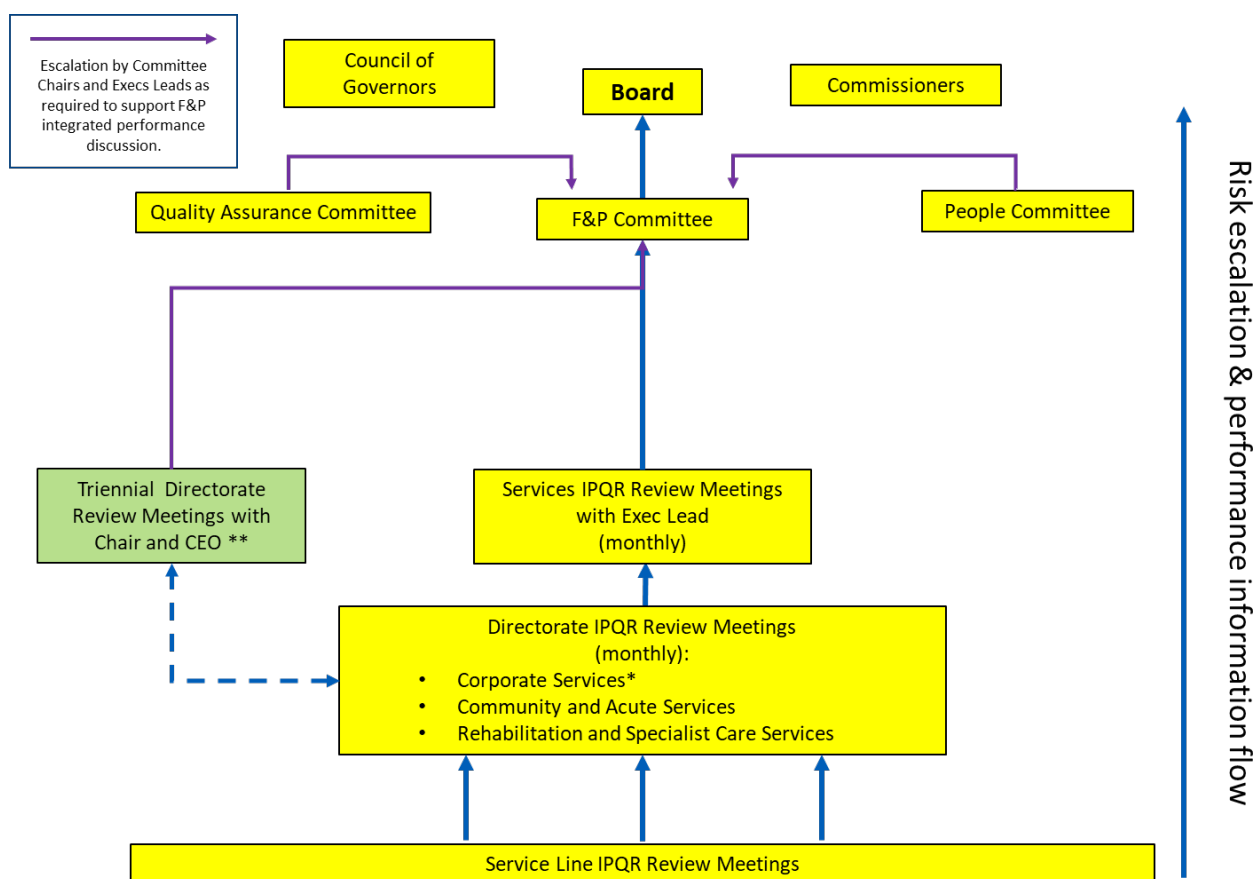 Escalation by Committee
Chairs and Execs Leads as
required to support F&P
integrated performance
discussion.
Council of
Governors
Board
Commissioners
Quality Assurance Committee
F&P Committee
People Committee
Triennial Directorate
Review Meetings with
Chair and CEO **
Services IPQR Review Meetings
with Exec Lead
(monthly)
Directorate IPQR Review Meetings
(monthly):
• Corporate Services*
• Community and Acute Services
• Rehabilitation and Specialist Care Services
Service Line IPQR Review Meetings
Risk escalation & performance information flow